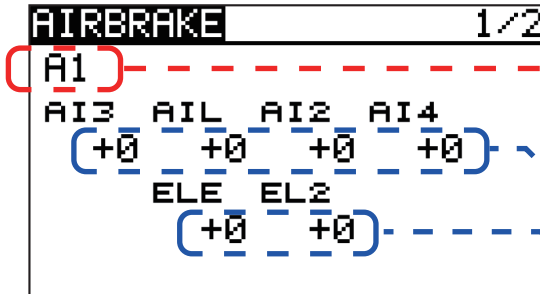 AIRBRAKE 1/2
A1
AI3 AIL AI2 AI4
+0 +0 +0 +0
ELE EL2
+0 +0